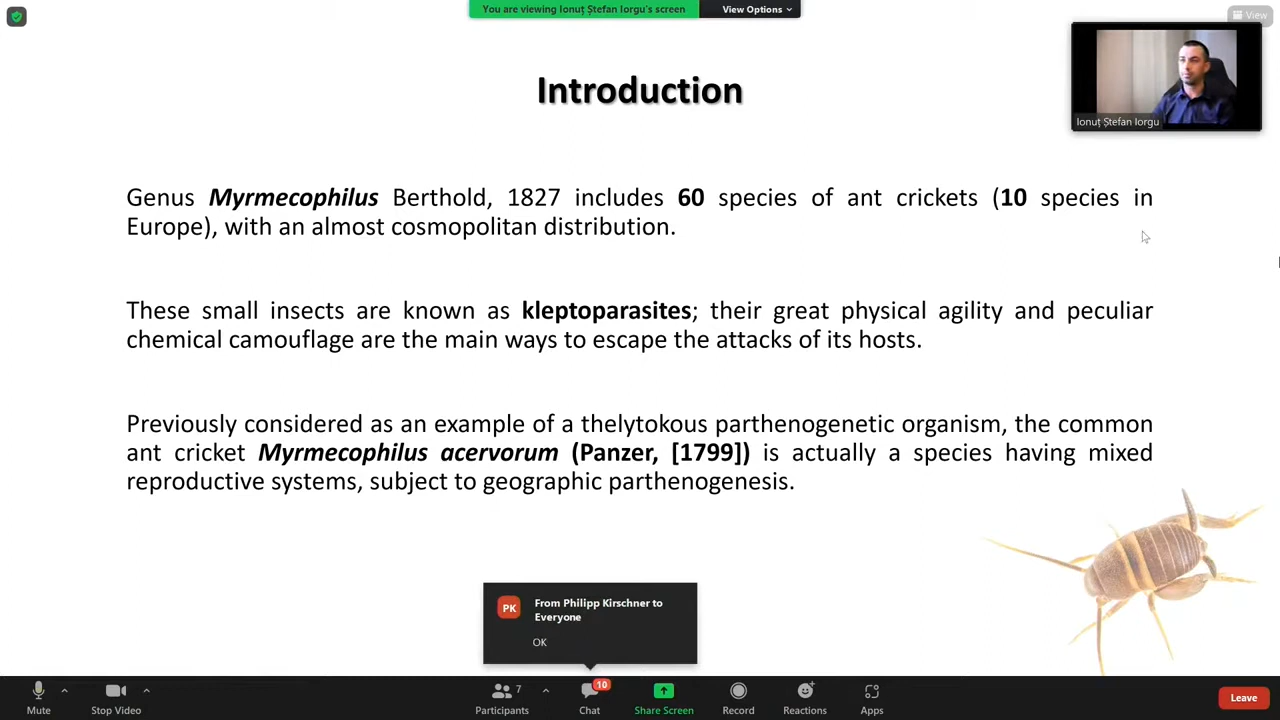 You are viewing Ionuț Ștefan Iorgu's screen
View Options
View
Introduction
Ionuț Ștefan Iorgu
Genus Myrmecophilus Berthold, 1827 includes 60 species of ant crickets (10 species in
Europe), with an almost cosmopolitan distribution.
These small insects are known as kleptoparasites; their great physical agility and peculiar
chemical camouflage are the main ways to escape the attacks of its hosts.
Previously considered as an example of a thelytokous parthenogenetic organism, the common
ant cricket Myrmecophilus acervorum (Panzer, [1799]) is actually a species having mixed
reproductive systems, subject to geographic parthenogenesis.
PK
From Philipp Kirschner to
Everyone
OK
7
10
Mute
Stop Video
Participants
Chat
Share Screen
Record
Reactions
Apps
Leave